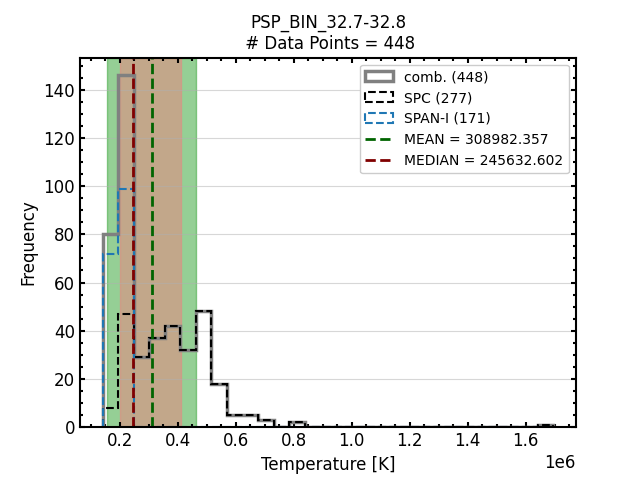 PSP_BIN_32.7-32.8
# Data Points = 448
comb. (448)
SPC (277)
SPAN-I (171)
MEAN = 308982.357
MEDIAN = 245632.602
Frequency
140
120
100
80
60
40
20
0
0.2 0.4 0.6 0.8 1.0 1.2 1.4 1.6
1e6
Temperature [K]